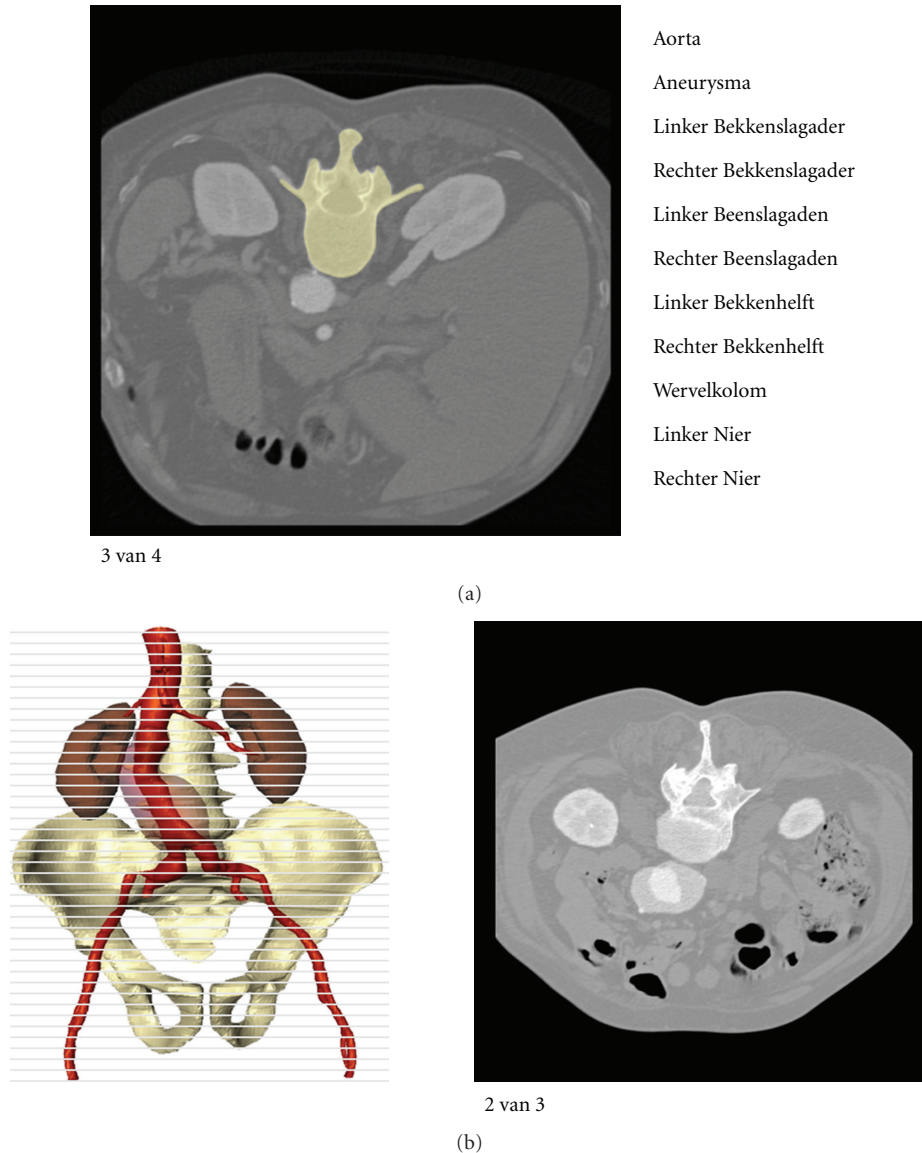 Aorta
Aneurysma
Linker Bekkenslagader
Rechter Bekkenslagader
Linker Beenslagaden
Rechter Beenslagaden
Linker Bekkenhelft
Rechter Bekkenhelft
Wervelkolom
Linker Nier
Rechter Nier
3 van 4
(a)
2 van 3
(b)